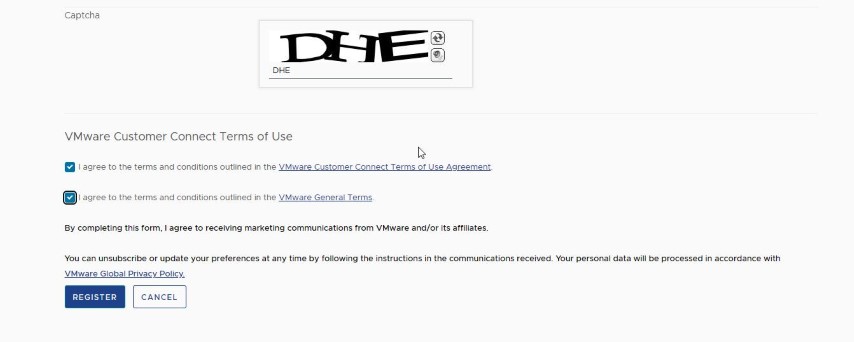 Captcha
DHE
DHE
VMware Customer Connect Terms of Use
I agree to the terms and conditions outlined in the VMware Customer Connect Terms of Use Agreement.
I agree to the terms and conditions outlined in the VMware General Terms.
By completing this form, I agree to receiving marketing communications from VMware and/or its affiliates.
You can unsubscribe or update your preferences at any time by following the instructions in the communications received. Your personal data will be processed in accordance with
VMware Global Privacy Policy.
REGISTER CANCEL